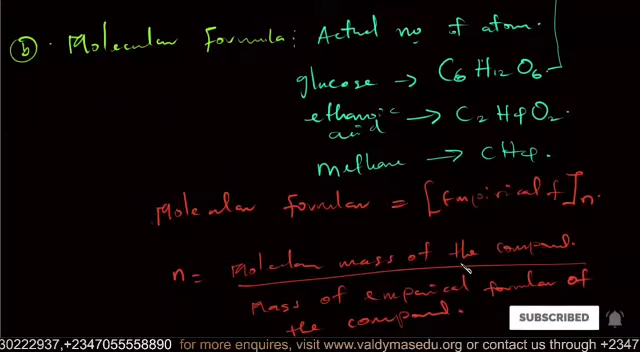 b. Molecular Formula: Actual no of atom.
glucose → C6 H12 O6
ethanoic acid → C2 H4 O2.
methane → CH4.
Molecular Formular = [Empirical f]n.
n = Molecular mass of the compound.
Mass of emperical formular of
the compound.
SUBSCRIBED
30222937,+2347055558890 for more enquires, visit www.valdymasedu.org or contact us through +2347